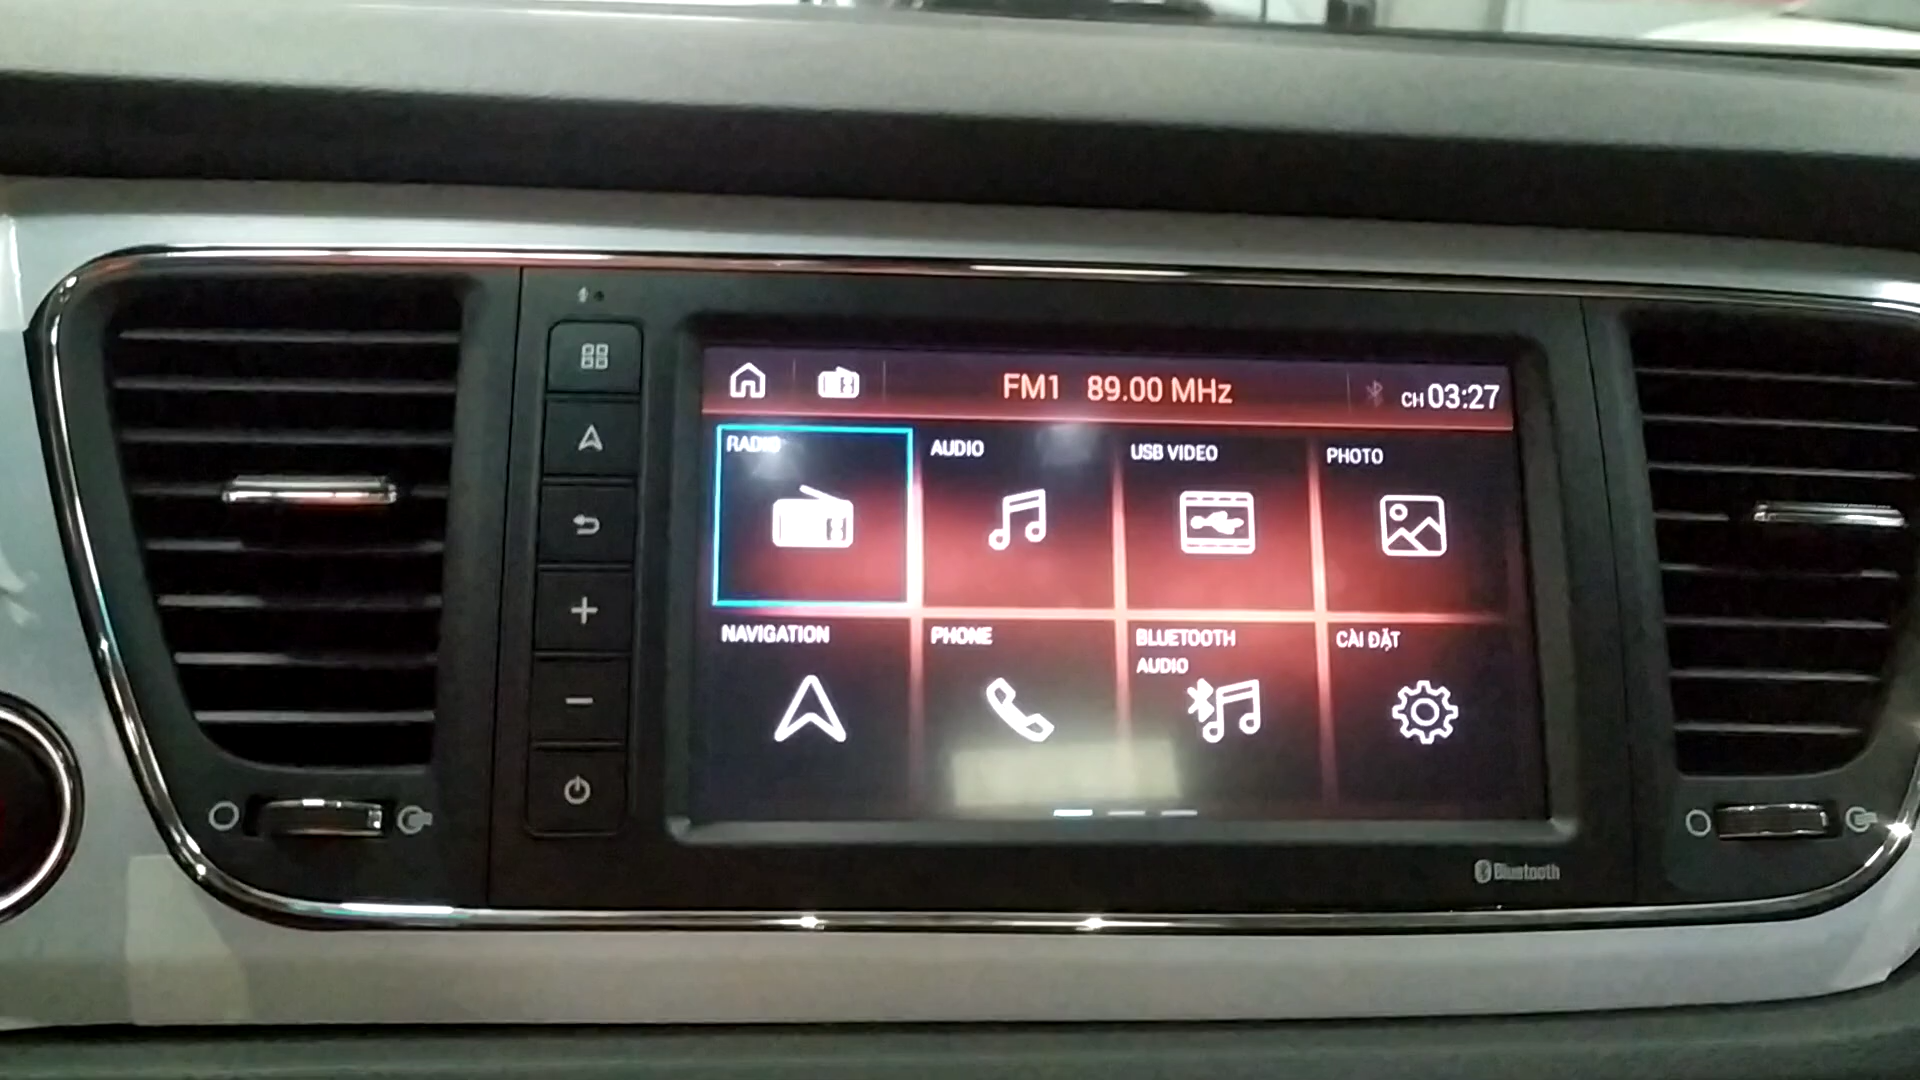 FM1 89.00 MHz
CH 03:27
RADIO
AUDIO
USB VIDEO
PHOTO
NAVIGATION
PHONE
BLUETOOTH
AUDIO
CÀI ĐẶT
Bluetooth